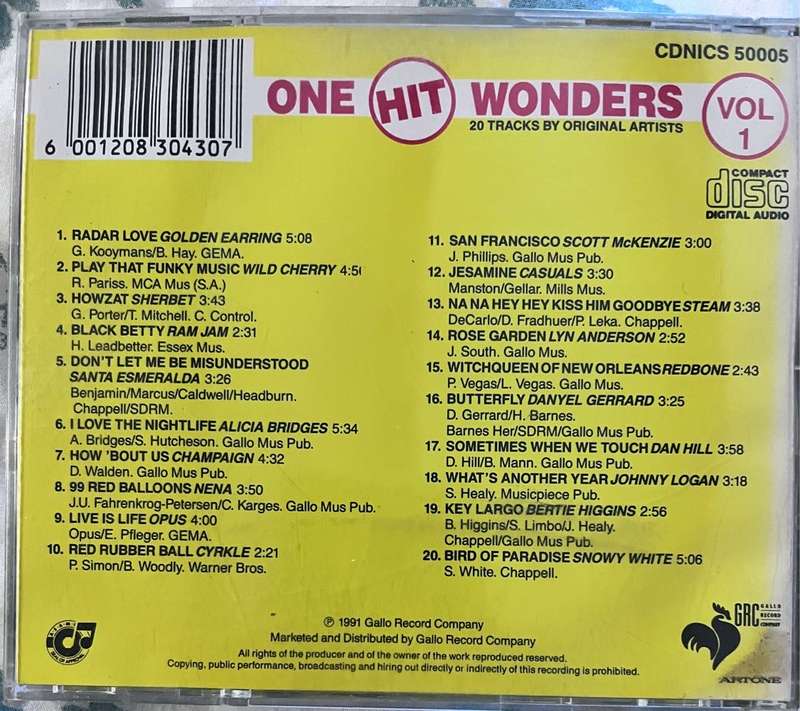 CDNICS 50005
6 001208 304307
ONE HIT WONDERS
20 TRACKS BY ORIGINAL ARTISTS
VOL
1
COMPACT
disc
DIGITAL AUDIO
1. RADAR LOVE GOLDEN EARRING 5:08
G. Kooymans/B. Hay. GEMA.
2. PLAY THAT FUNKY MUSIC WILD CHERRY
R. Pariss. MCA Mus (S.A.)
3. HOWZAT SHERBET 3:43
G. Porter/T. Mitchell. C. Control.
4. BLACK BETTY RAM JAM 2:31
H. Leadbetter. Essex Mus.
5. DON'T LET ME BE MISUNDERSTOOD
SANTA ESMERALDA 3:26
Benjamin/Marcus/Caldwell/Headburn.
Chappell/SDRM.
6. I LOVE THE NIGHTLIFE ALICIA BRIDGES 5:34
A. Bridges/S. Hutcheson. Gallo Mus Pub.
7. HOW 'BOUT US CHAMPAIGN 4:32
D. Walden. Gallo Mus Pub.
8. 99 RED BALLOONS NENA 3:50
J.U. Fahrenkrog-Petersen/C. Karges. Gallo Mus Pub.
9. LIVE IS LIFE OPUS 4:00
Opus/E. Pfleger. GEMA.
10. RED RUBBER BALL CYRKLE 2:21
P. Simon/B. Woodly. Warner Bros.
11. SAN FRANCISCO SCOTT McKENZIE 3:00
J. Phillips. Gallo Mus Pub.
12. JESAMINE CASUALS 3:30
Manston/Gellar. Mills Mus.
13. NA NA HEY HEY KISS HIM GOODBYE STEAM 3:38
DeCarlo/D. Fradhuer/P. Leka. Chappell.
14. ROSE GARDEN LYN ANDERSON 2:52
J. South. Gallo Mus.
15. WITCHQUEEN OF NEW ORLEANS REDBONE 2:43
P. Vegas/L. Vegas. Gallo Mus.
16. BUTTERFLY DANYEL GERRARD 3:25
D. Gerrard/H. Barnes.
Barnes Her/SDRM/Gallo Mus Pub.
17. SOMETIMES WHEN WE TOUCH DAN HILL 3:58
D. Hill/B. Mann. Gallo Mus Pub.
18. WHAT'S ANOTHER YEAR JOHNNY LOGAN 3:18
S. Healy. Musicpiece Pub.
19. KEY LARGO BERTIE HIGGINS 2:56
B. Higgins/S. Limbo/J. Healy.
Chappell/Gallo Mus Pub.
20. BIRD OF PARADISE SNOWY WHITE 5:06
S. White. Chappell.
℗ 1991 Gallo Record Company
Marketed and Distributed by Gallo Record Company
All rights of the producer and of the owner of the work reproduced reserved.
Copying, public performance, broadcasting and hiring out directly or indirectly of this recording is prohibited.
GRC GALLO
RECORD
COMPANY
ARTONE